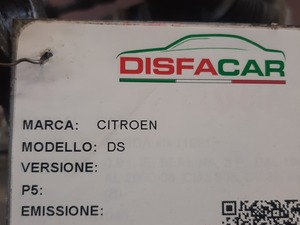 DISFACAR
MARCA: CITROEN
MODELLO: DS
VERSIONE:
P5:
EMISSIONE: